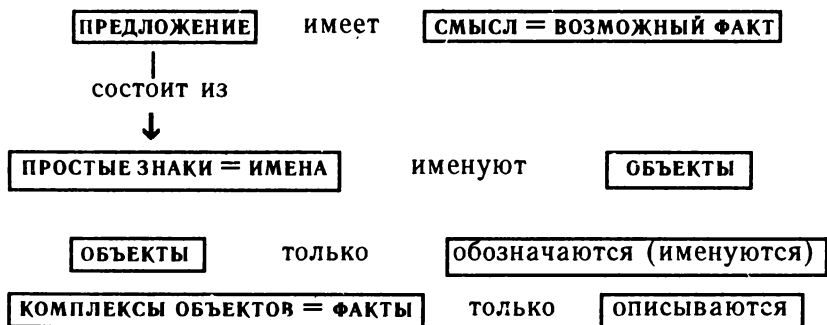 ПРЕДЛОЖЕНИЕ имеет СМЫСЛ = ВОЗМОЖНЫЙ ФАКТ
состоит из
ПРОСТЫЕ ЗНАКИ = ИМЕНА именуют ОБЪЕКТЫ
ОБЪЕКТЫ только обозначаются (именуются)
КОМПЛЕКСЫ ОБЪЕКТОВ = ФАКТЫ только описываются